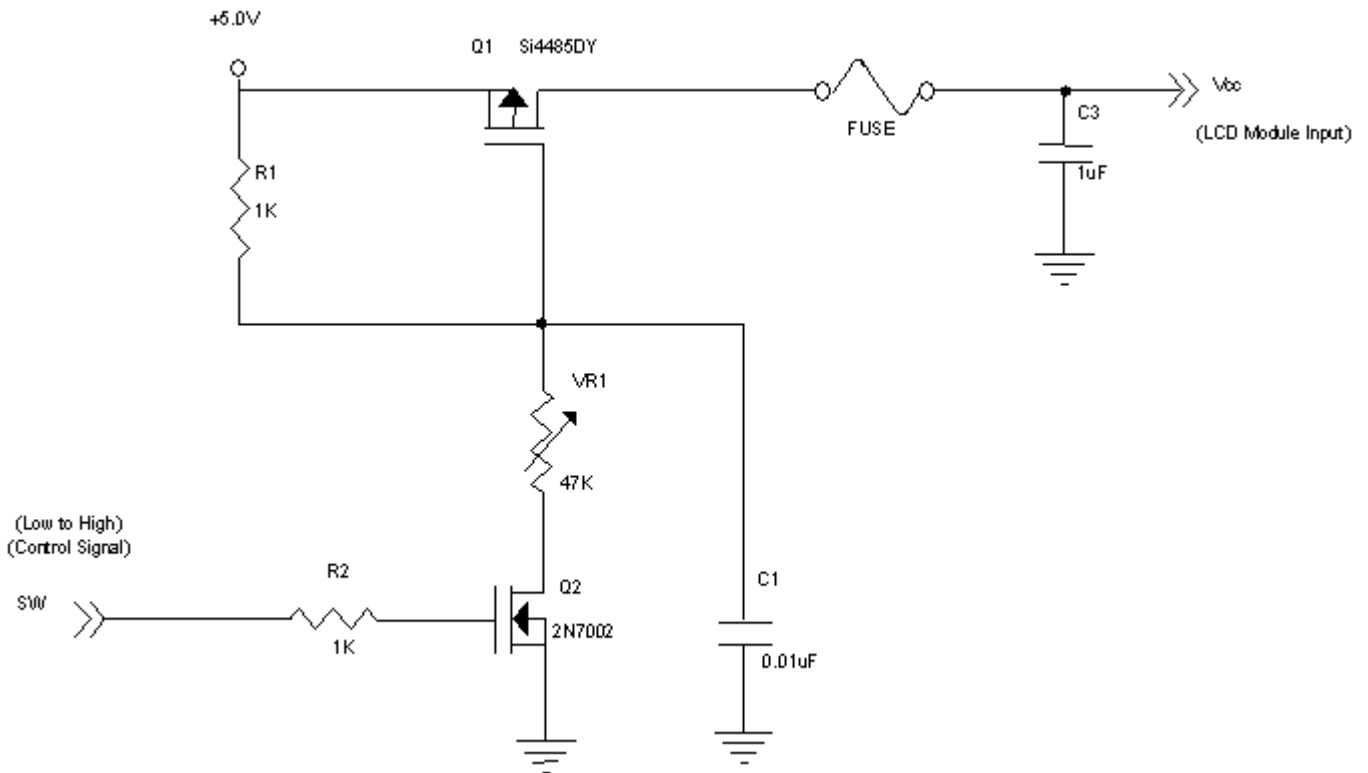 +5.0V
Q1 Si4485DY
Vcc
(LCD Module Input)
FUSE
C3
1uF
R1
1K
VR1
47K
(Low to High)
(Control Signal)
SW
R2
1K
Q2
2N7002
C1
0.01uF